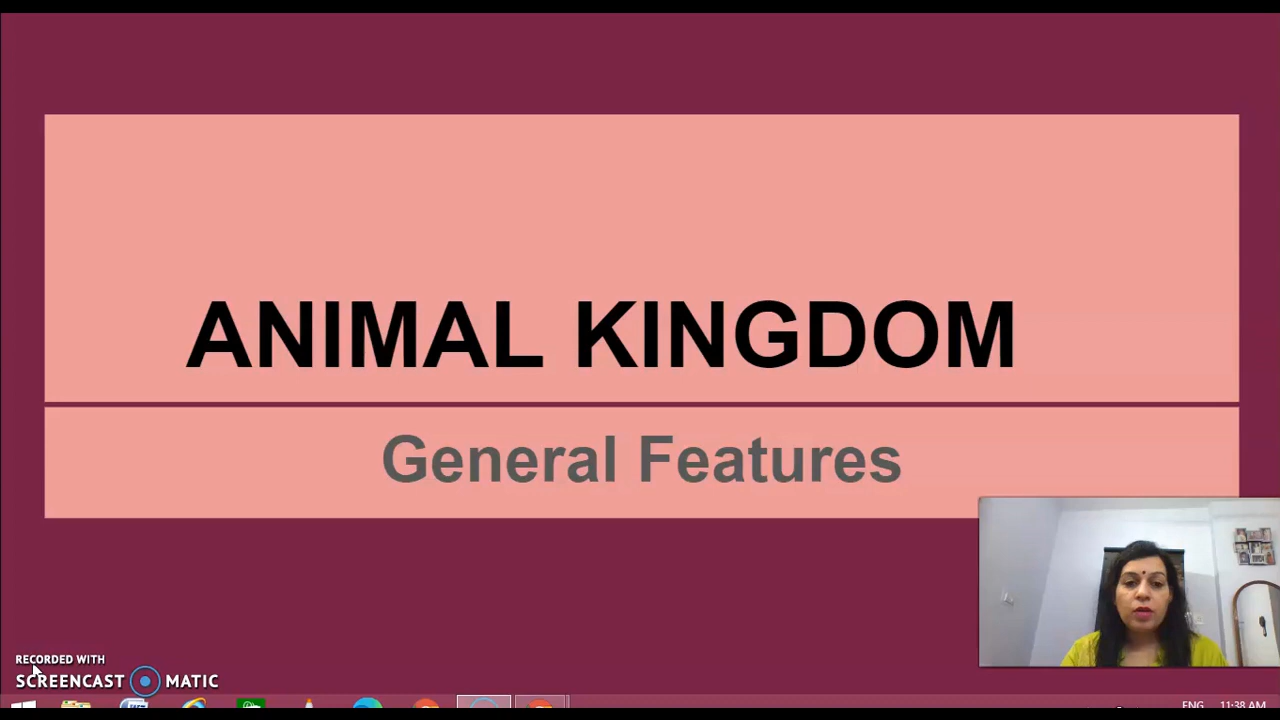 ANIMAL KINGDOM
General Features
RECORDED WITH
SCREENCAST MATIC
ENG 11:38 AM